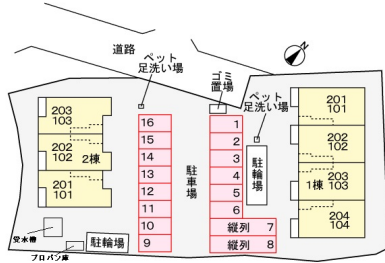 道路
ペット
足洗い場
ゴミ
置場
N
ペット
足洗い場
203
103
202
102
2棟
201
101
16
15
14
13
12
11
10
9
駐車場
1
2
3
4
5
6
縦列 7
縦列 8
駐輪場
201
101
202
102
1棟
203
103
204
104
受水槽
プロパン庫
駐輪場